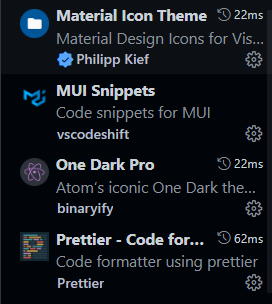 Material Icon Theme 22ms
Material Design Icons for Vis...
Philipp Kief
MUI Snippets
Code snippets for MUI
vscodeshift
One Dark Pro 22ms
Atom's iconic One Dark the...
binaryify
Prettier - Code for... 62ms
Code formatter using prettier
Prettier